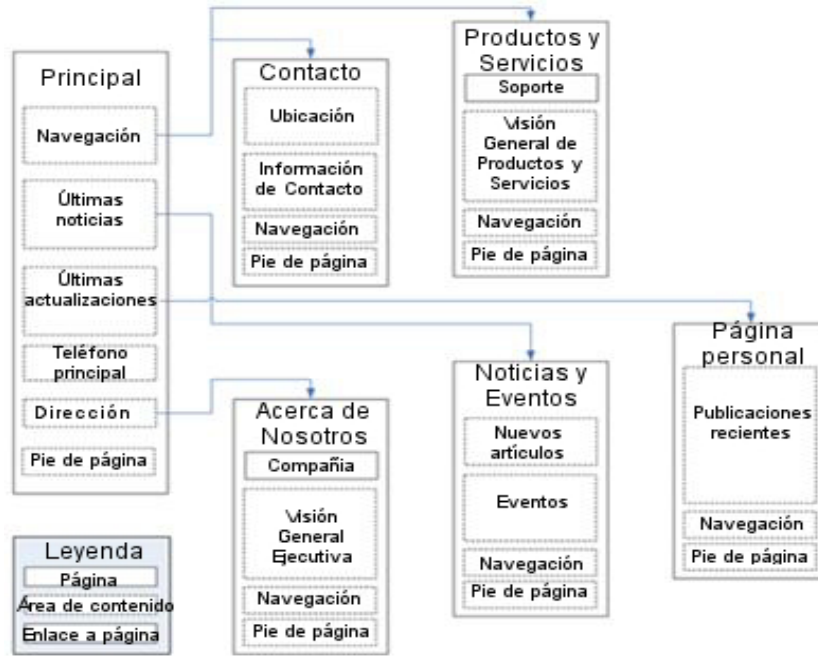 Principal
Navegación
Últimas
noticias
Últimas
actualizaciones
Teléfono
principal
Dirección
Pie de página
Contacto
Ubicación
Información
de Contacto
Navegación
Pie de página
Productos y
Servicios
Soporte
Visión
General de
Productos y
Servicios
Navegación
Pie de página
Acerca de
Nosotros
Compañia
Visión
General
Ejecutiva
Navegación
Pie de página
Noticias y
Eventos
Nuevos
artículos
Eventos
Navegación
Pie de página
Página
personal
Publicaciones
recientes
Navegación
Pie de página
Leyenda
Página
Área de contenido
Enlace a página